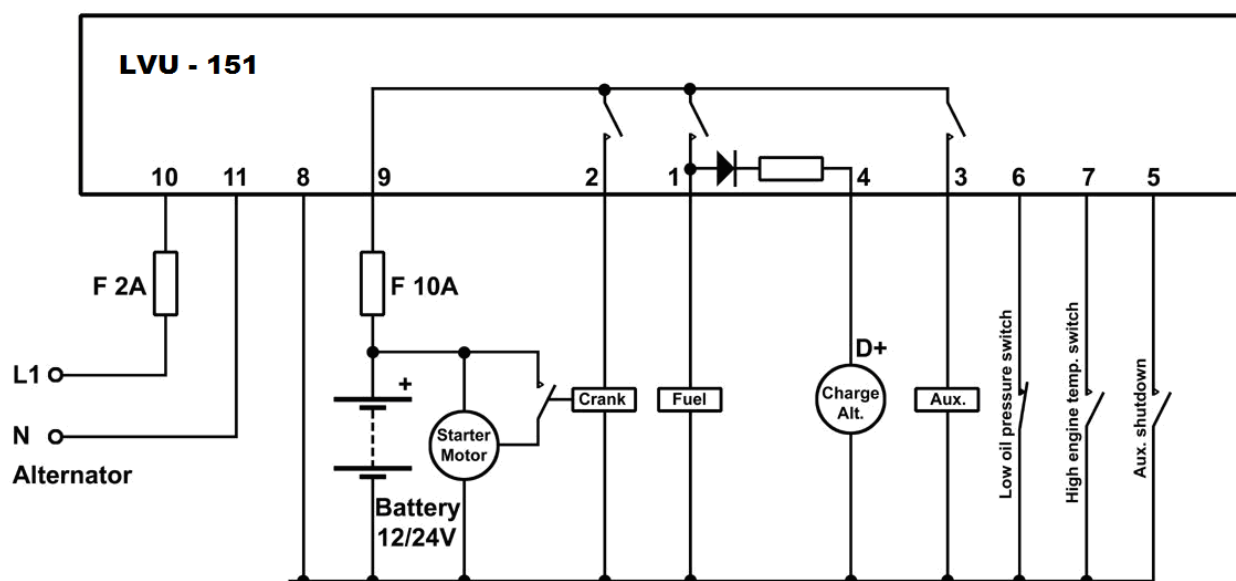 LVU - 151
10 11 8 9 2 1 4 3 6 7 5
F 2A
F 10A
L1
N
Alternator
+
Starter
Motor
Battery
12/24V
Crank
Fuel
D+
Charge
Alt.
Aux.
Low oil pressure switch
High engine temp. switch
Aux. shutdown